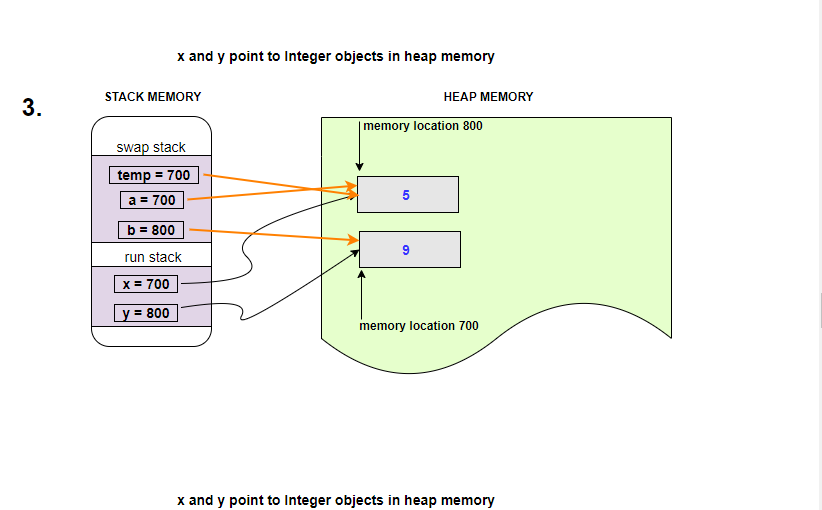 x and y point to Integer objects in heap memory
3.
STACK MEMORY
HEAP MEMORY
memory location 800
swap stack
temp = 700
a = 700
b = 800
5
9
run stack
x = 700
y = 800
memory location 700
x and y point to Integer objects in heap memory